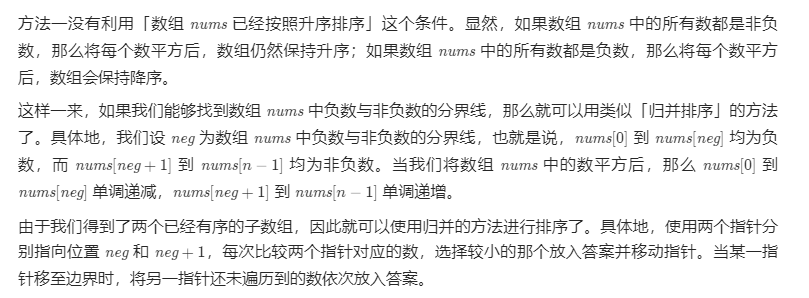 方法一没有利用「数组 nums 已经按照升序排序」这个条件。显然，如果数组 nums 中的所有数都是非负
数，那么将每个数平方后，数组仍然保持升序；如果数组 nums 中的所有数都是负数，那么将每个数平方
后，数组会保持降序。
这样一来，如果我们能够找到数组 nums 中负数与非负数的分界线，那么就可以用类似「归并排序」的方法
了。具体地，我们设 neg 为数组 nums 中负数与非负数的分界线，也就是说，nums[0] 到 nums[neg] 均为负
数，而 nums[neg + 1] 到 nums[n − 1] 均为非负数。当我们将数组 nums 中的数平方后，那么 nums[0] 到
nums[neg] 单调递减，nums[neg + 1] 到 nums[n − 1] 单调递增。
由于我们得到了两个已经有序的子数组，因此就可以使用归并的方法进行排序了。具体地，使用两个指针分
别指向位置 neg 和 neg + 1，每次比较两个指针对应的数，选择较小的那个放入答案并移动指针。当某一指
针移至边界时，将另一指针还未遍历到的数依次放入答案。